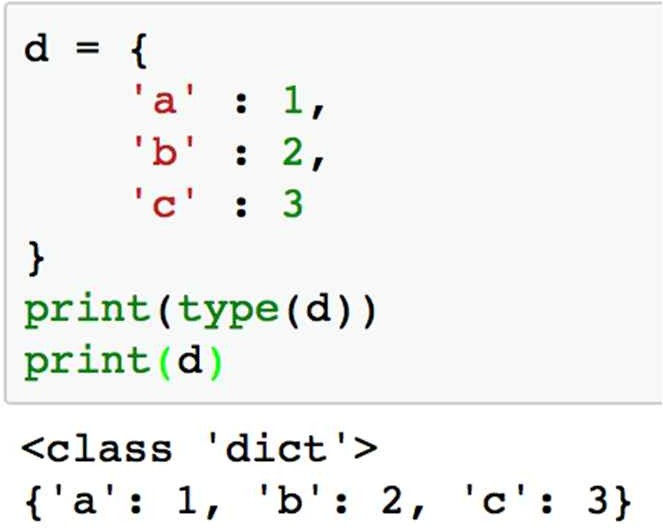 d = {
    'a' : 1,
    'b' : 2,
    'c' : 3
}
print(type(d))
print(d)
<class 'dict'>
{'a': 1, 'b': 2, 'c': 3}